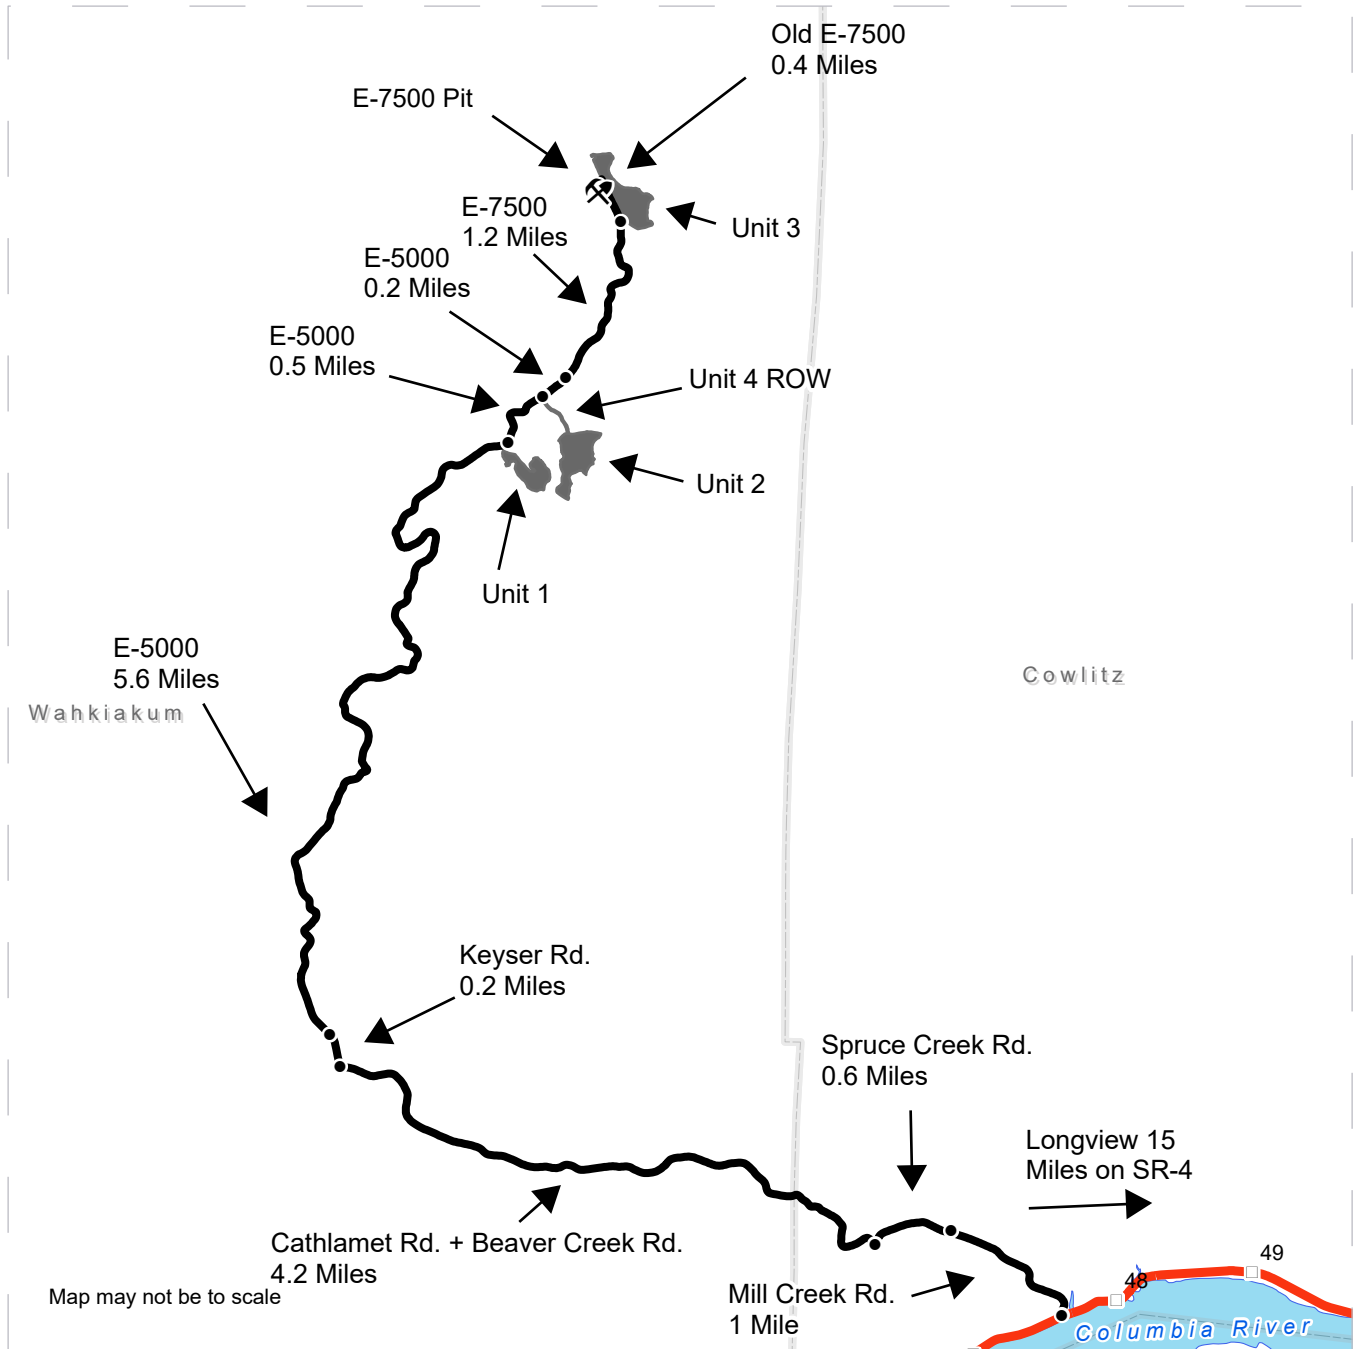 Old E-7500
0.4 Miles
E-7500 Pit
E-7500
1.2 Miles
Unit 3
E-5000
0.2 Miles
E-5000
0.5 Miles
Unit 4 ROW
Unit 2
Unit 1
E-5000
5.6 Miles
Cowlitz
Wahkiakum
Keyser Rd.
0.2 Miles
Spruce Creek Rd.
0.6 Miles
Longview 15
Miles on SR-4
Cathlamet Rd. + Beaver Creek Rd.
4.2 Miles
49
48
Mill Creek Rd.
1 Mile
Map may not be to scale
Columbia River